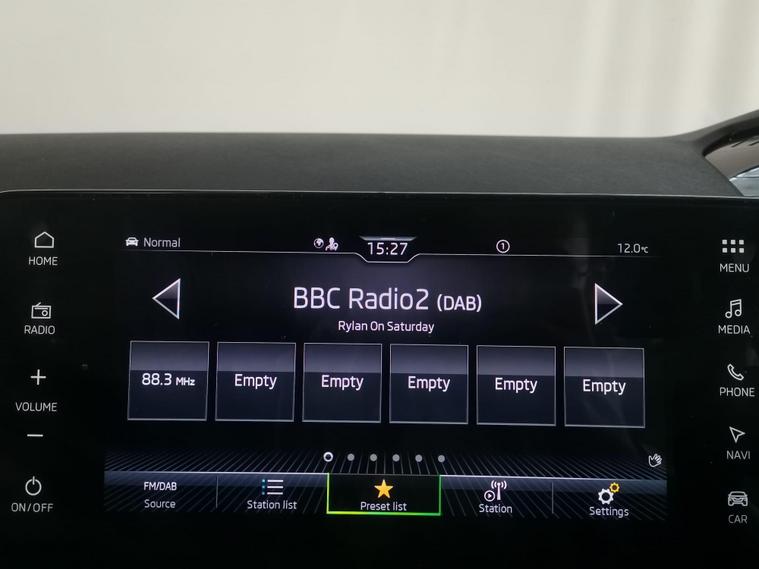 Normal 15:27 1 12.0°C
HOME
MENU
BBC Radio2 (DAB)
Rylan On Saturday
RADIO
MEDIA
88.3 MHz Empty Empty Empty Empty Empty
VOLUME
PHONE
NAVI
FM/DAB
Source Station list Preset list Station Settings
ON/OFF
CAR